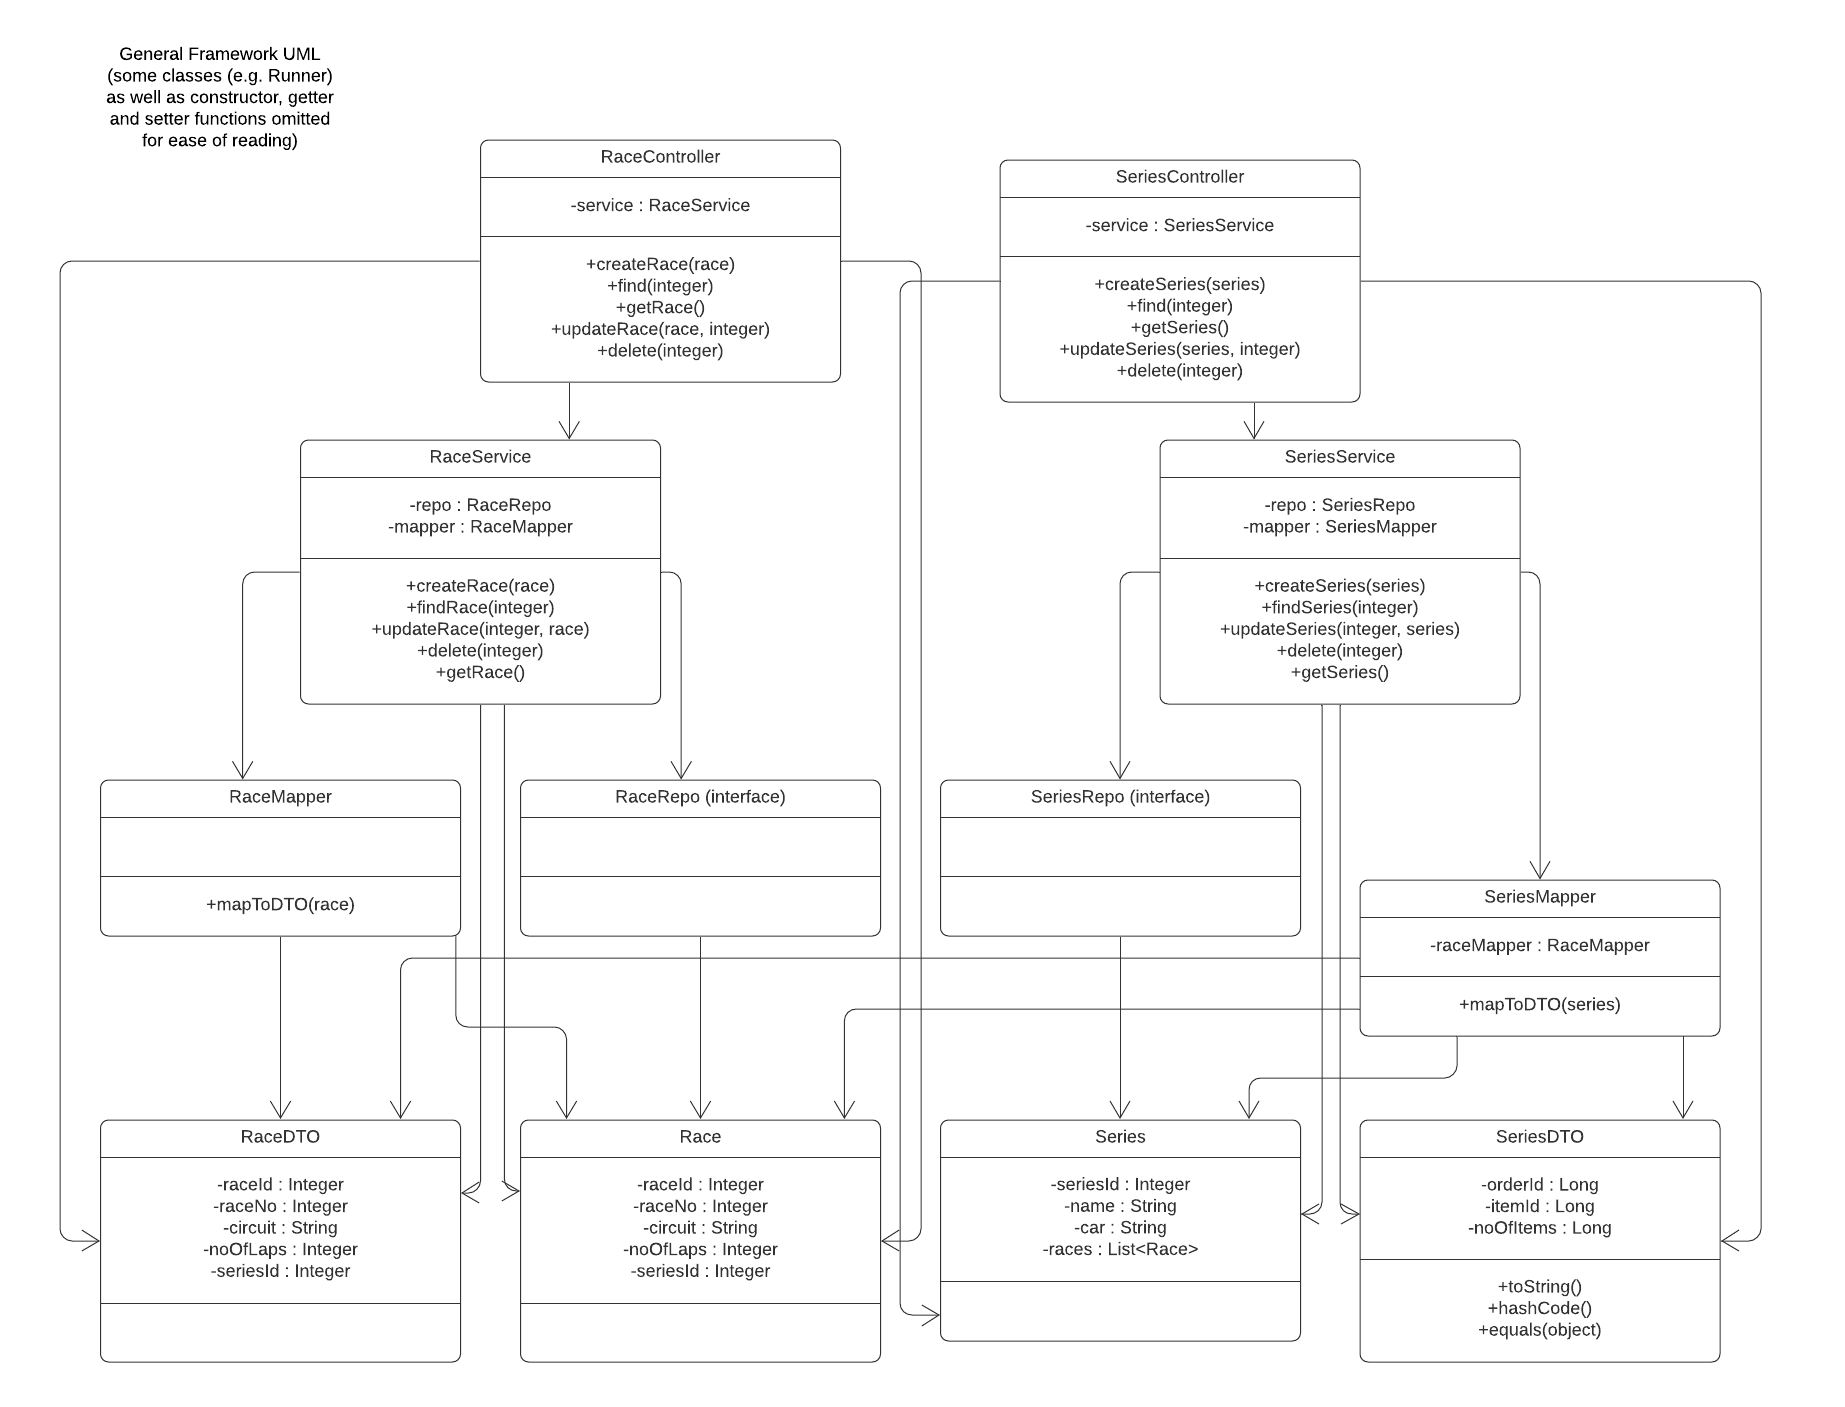 General Framework UML
(some classes (e.g. Runner)
as well as constructor, getter
and setter functions omitted
for ease of reading)
RaceController
-service : RaceService
+createRace(race)
+find(integer)
+getRace()
+updateRace(race, integer)
+delete(integer)
SeriesController
-service : SeriesService
+createSeries(series)
+find(integer)
+getSeries()
+updateSeries(series, integer)
+delete(integer)
RaceService
-repo : RaceRepo
-mapper : RaceMapper
+createRace(race)
+findRace(integer)
+updateRace(integer, race)
+delete(integer)
+getRace()
SeriesService
-repo : SeriesRepo
-mapper : SeriesMapper
+createSeries(series)
+findSeries(integer)
+updateSeries(integer, series)
+delete(integer)
+getSeries()
RaceMapper
+mapToDTO(race)
RaceRepo (interface)
SeriesRepo (interface)
SeriesMapper
-raceMapper : RaceMapper
+mapToDTO(series)
RaceDTO
-raceId : Integer
-raceNo : Integer
-circuit : String
-noOfLaps : Integer
-seriesId : Integer
Race
-raceId : Integer
-raceNo : Integer
-circuit : String
-noOfLaps : Integer
-seriesId : Integer
Series
-seriesId : Integer
-name : String
-car : String
-races : List<Race>
SeriesDTO
-orderId : Long
-itemId : Long
-noOfItems : Long
+toString()
+hashCode()
+equals(object)